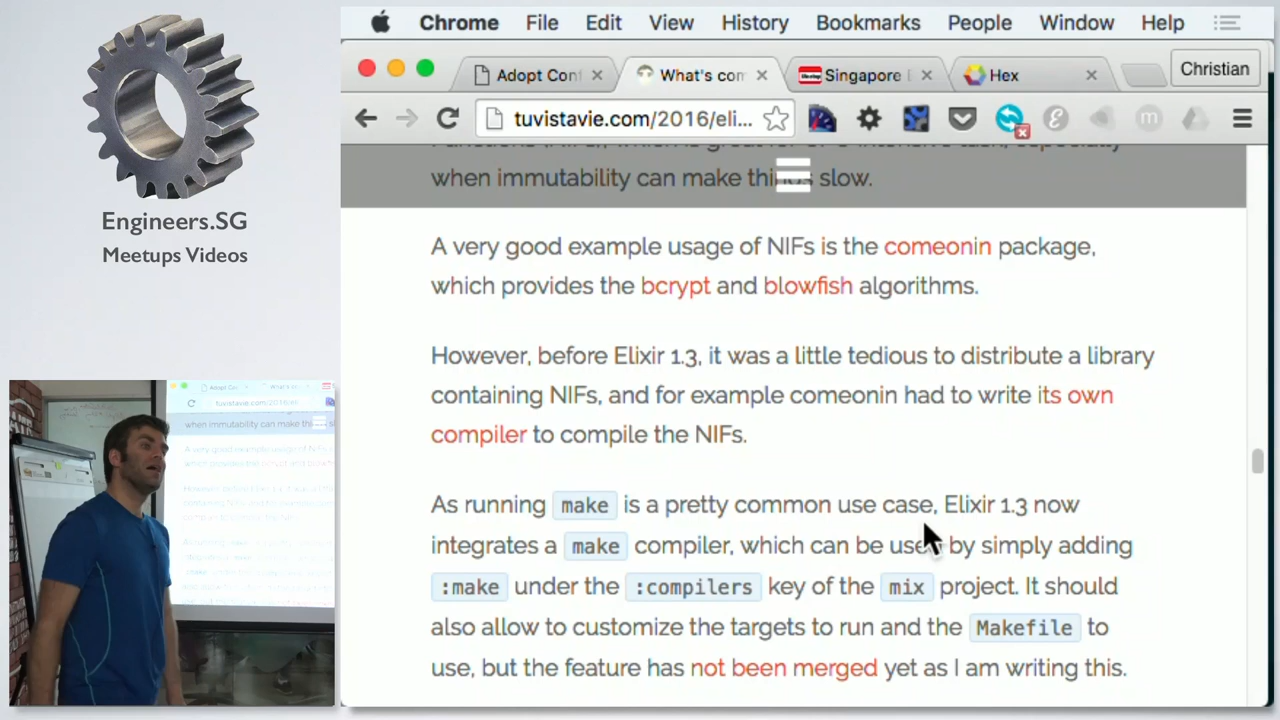 Engineers.SG
Meetups Videos
Chrome File Edit View History Bookmarks People Window Help
Adopt Con
What's com
Singapore
Hex
Christian
tuvistavie.com/2016/eli...
when immutability can make things slow.
A very good example usage of NIFs is the comeonin package,
which provides the bcrypt and blowfish algorithms.
However, before Elixir 1.3, it was a little tedious to distribute a library
containing NIFs, and for example comeonin had to write its own
compiler to compile the NIFs.
As running make is a pretty common use case, Elixir 1.3 now
integrates a make compiler, which can be used by simply adding
:make under the :compilers key of the mix project. It should
also allow to customize the targets to run and the Makefile to
use, but the feature has not been merged yet as I am writing this.